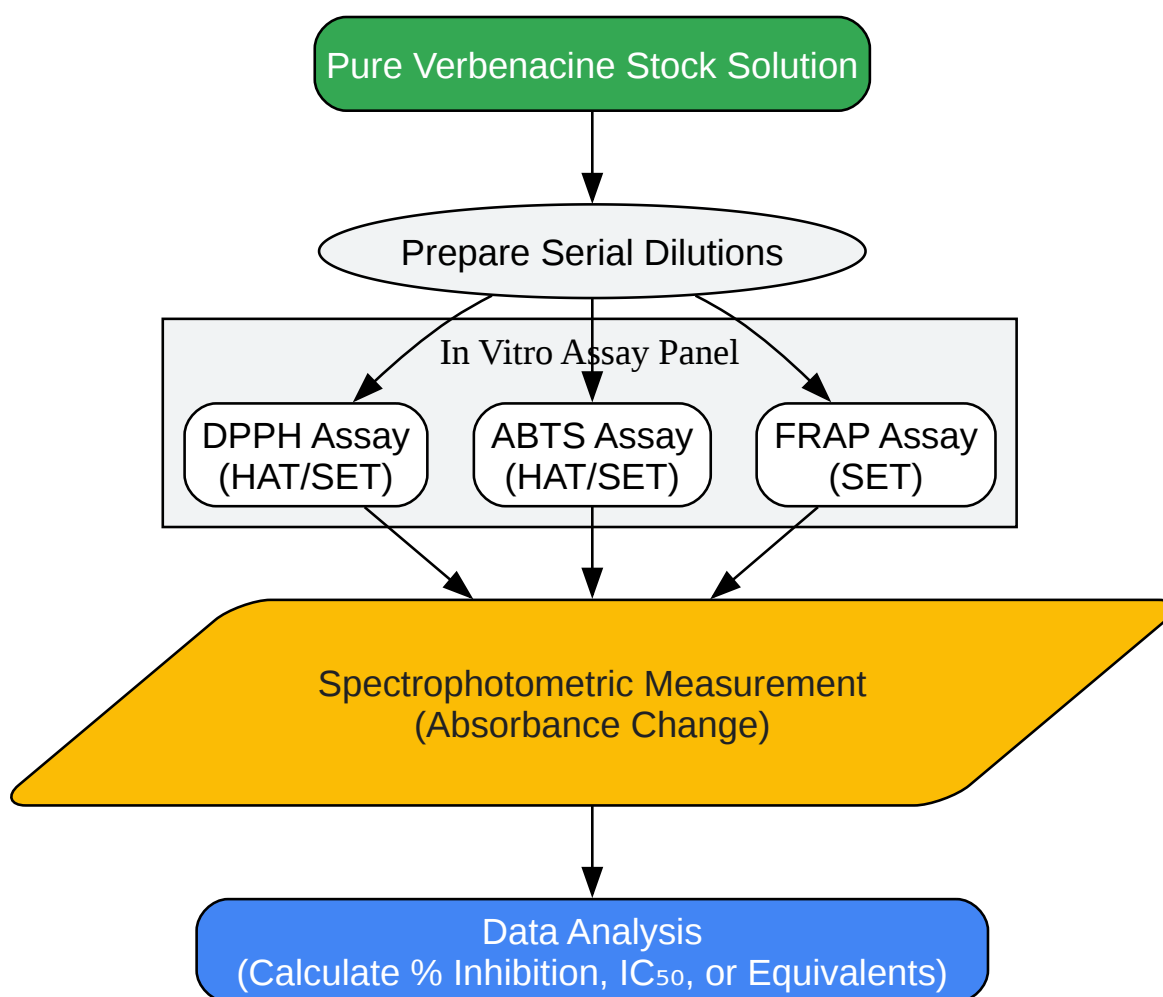 Pure Verbenacine Stock Solution
Prepare Serial Dilutions
In Vitro Assay Panel
DPPH Assay
(HAT/SET)
ABTS Assay
(HAT/SET)
FRAP Assay
(SET)
Spectrophotometric Measurement
(Absorbance Change)
Data Analysis
(Calculate % Inhibition, IC₅₀, or Equivalents)